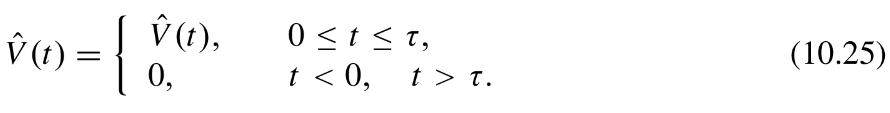 V̂(t) = { V̂(t), 0 ≤ t ≤ τ,
0, t < 0, t > τ. (10.25)